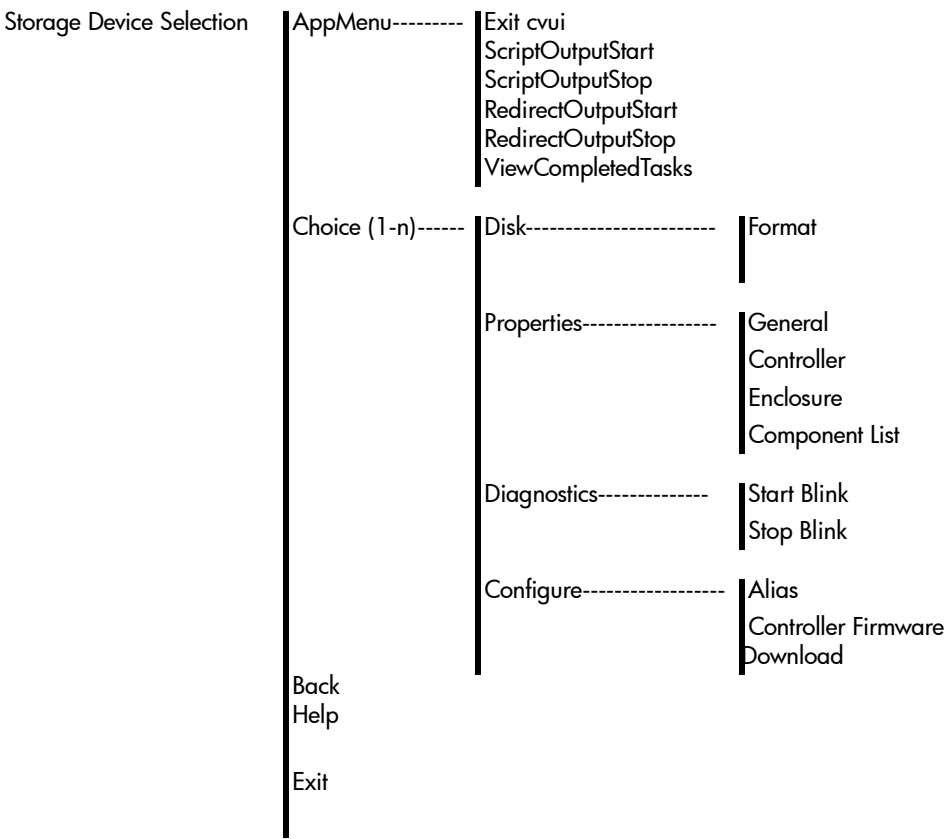 Storage Device Selection AppMenu--------- Exit cvui
ScriptOutputStart
ScriptOutputStop
RedirectOutputStart
RedirectOutputStop
ViewCompletedTasks
Choice (1-n)------ Disk------------------------ Format
Properties----------------- General
Controller
Enclosure
Component List
Diagnostics-------------- Start Blink
Stop Blink
Configure------------------ Alias
Controller Firmware
Download
Back
Help
Exit